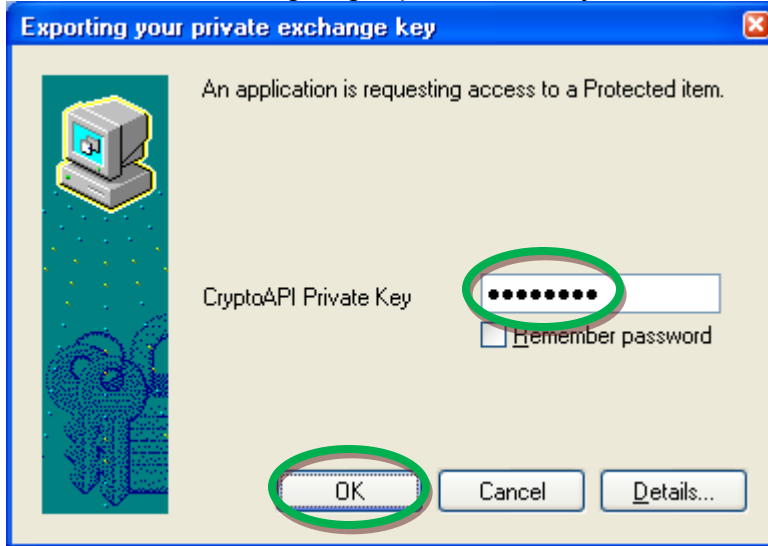 Exporting your private exchange key
An application is requesting access to a Protected item.
CryptoAPI Private Key
●●●●●●●●
Remember password
OK
Cancel
Details...